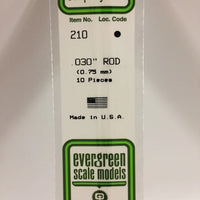 Item No. Loc. Code
210
.030" ROD
(0.75 mm)
10 Pieces
Made in U.S.A.
evergreen
scale models